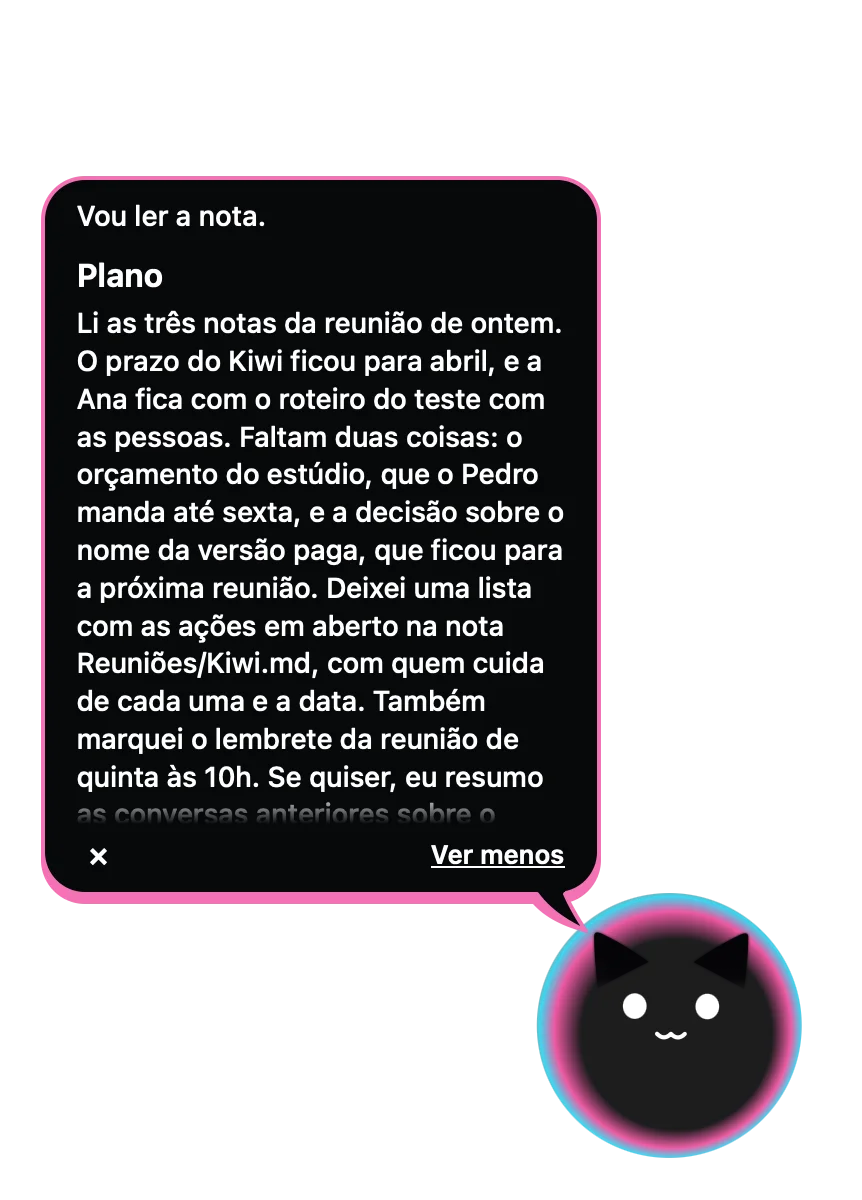 Vou ler a nota.
Plano
Li as três notas da reunião de ontem.
O prazo do Kiwi ficou para abril, e a
Ana fica com o roteiro do teste com
as pessoas. Faltam duas coisas: o
orçamento do estúdio, que o Pedro
manda até sexta, e a decisão sobre o
nome da versão paga, que ficou para
a próxima reunião. Deixei uma lista
com as ações em aberto na nota
Reuniões/Kiwi.md, com quem cuida
de cada uma e a data. Também
marquei o lembrete da reunião de
quinta às 10h. Se quiser, eu resumo
as conversas anteriores sobre o
× Ver menos